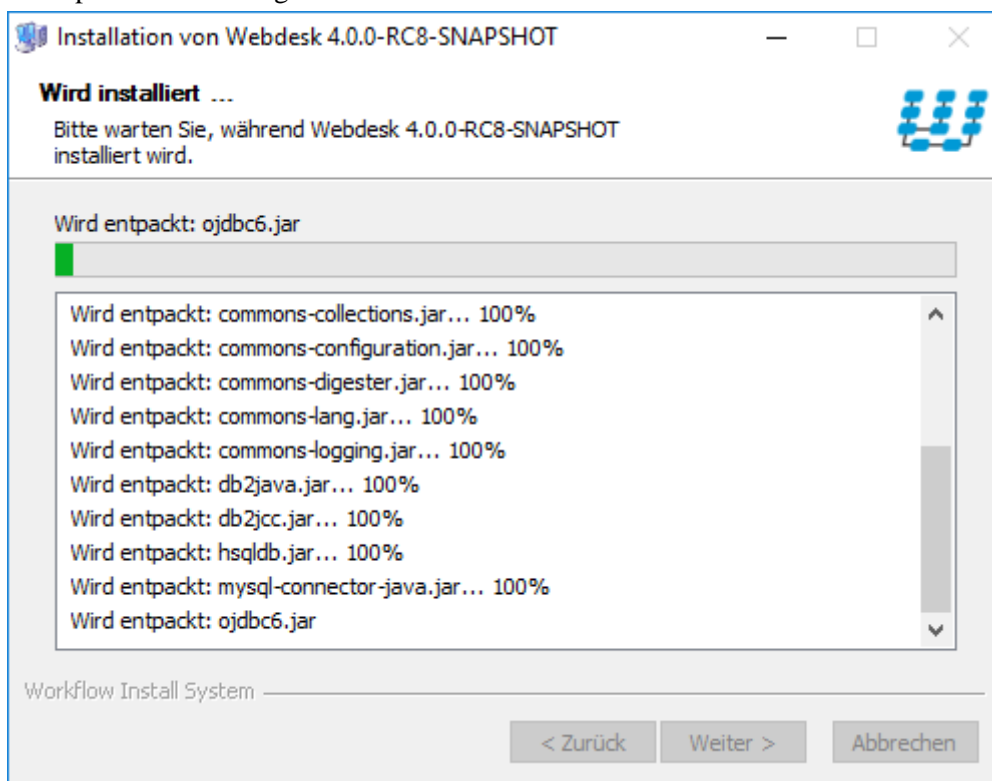 Installation von Webdesk 4.0.0-RC8-SNAPSHOT
Wird installiert ...
Bitte warten Sie, während Webdesk 4.0.0-RC8-SNAPSHOT
installiert wird.
Wird entpackt: ojdbc6.jar
Wird entpackt: commons-collections.jar... 100%
Wird entpackt: commons-configuration.jar... 100%
Wird entpackt: commons-digester.jar... 100%
Wird entpackt: commons-lang.jar... 100%
Wird entpackt: commons-logging.jar... 100%
Wird entpackt: db2java.jar... 100%
Wird entpackt: db2jcc.jar... 100%
Wird entpackt: hsqldb.jar... 100%
Wird entpackt: mysql-connector-java.jar... 100%
Wird entpackt: ojdbc6.jar
Workflow Install System
< Zurück
Weiter >
Abbrechen